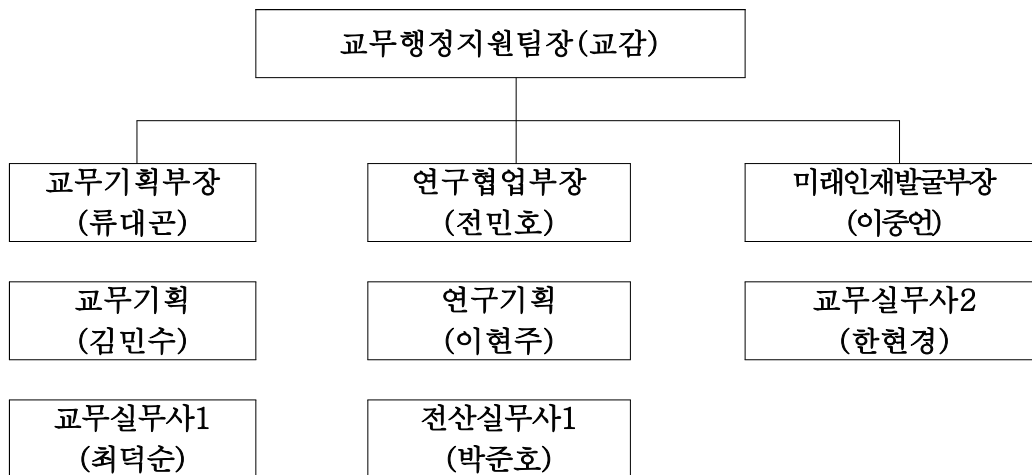 교무행정지원팀장(교감)
교무기획부장
(류대곤)
연구협업부장
(전민호)
미래인재발굴부장
(이중언)
교무기획
(김민수)
연구기획
(이현주)
교무실무사2
(한현경)
교무실무사1
(최덕순)
전산실무사1
(박준호)